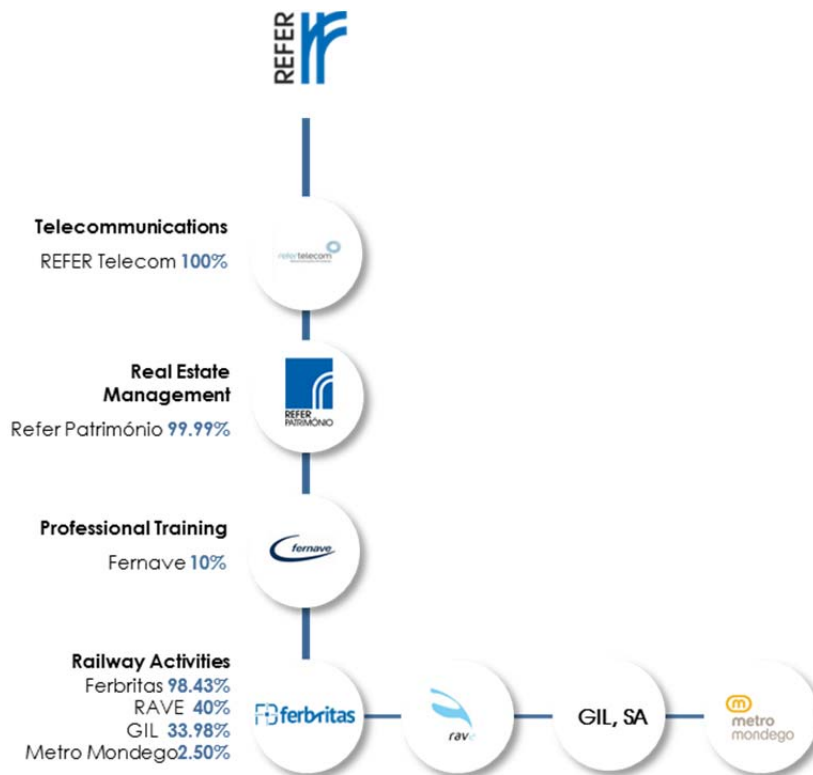 REFER
Telecommunications
REFER Telecom 100%
refertelecom
Real Estate
Management
Refer Património 99.99%
REFER
PATRIMÓNIO
Professional Training
Fernave 10%
fernave
Railway Activities
Ferbritas 98.43%
RAVE 40%
GIL 33.98%
Metro Mondego2.50%
FB ferbritas
rave
GIL, SA
m
metro
mondego